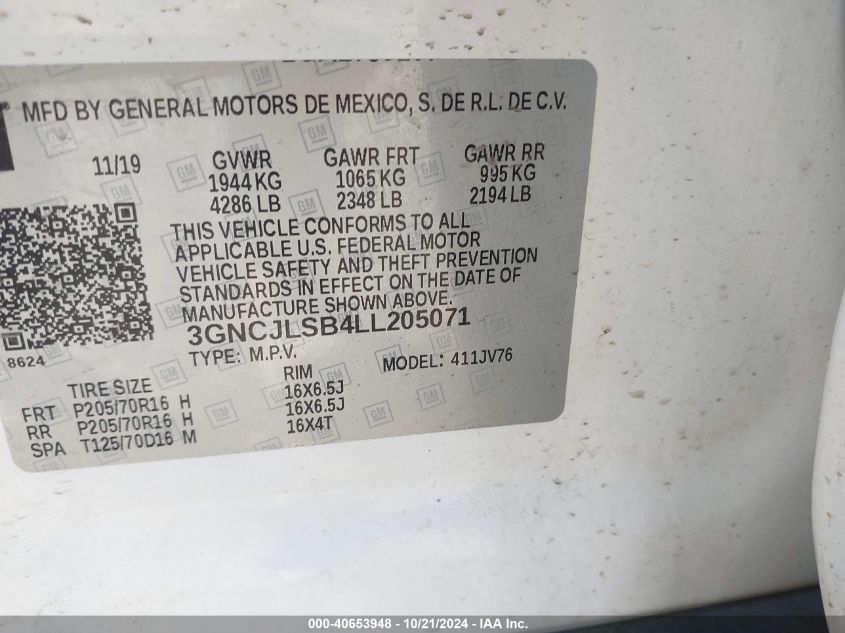 MFD BY GENERAL MOTORS DE MEXICO, S. DE R.L. DE C.V.
11/19 GVWR GAWR FRT GAWR RR
1944 KG 1065 KG 995 KG
4286 LB 2348 LB 2194 LB
THIS VEHICLE CONFORMS TO ALL
APPLICABLE U.S. FEDERAL MOTOR
VEHICLE SAFETY AND THEFT PREVENTION
STANDARDS IN EFFECT ON THE DATE OF
MANUFACTURE SHOWN ABOVE.
3GNCJLSB4LL205071
8624
TYPE: M.P.V. MODEL: 411JV76
TIRE SIZE RIM
FRT P205/70R16 H 16X6.5J
RR P205/70R16 H 16X6.5J
SPA T125/70D16 M 16X4T
000-40653948 - 10/21/2024 - IAA Inc.